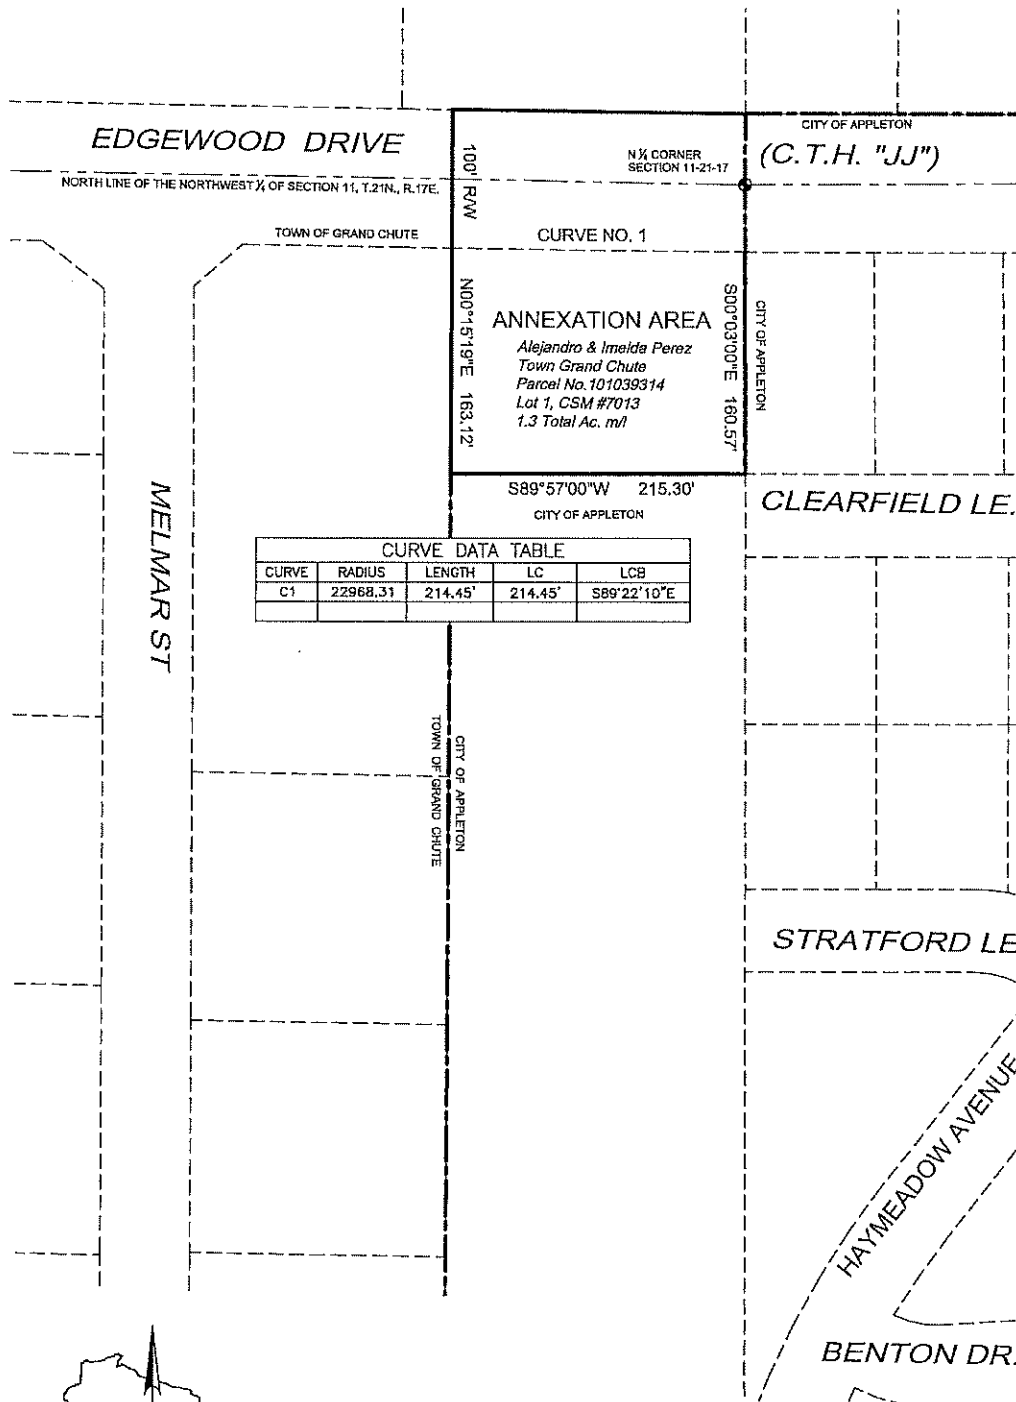 EDGEWOOD DRIVE
NORTH LINE OF THE NORTHWEST ¼ OF SECTION 11, T.21N., R.17E.
TOWN OF GRAND CHUTE
100' R/W
N ¼ CORNER
SECTION 11-21-17
CITY OF APPLETON
(C.T.H. "JJ")
CURVE NO. 1
N00°15'19"E 163.12'
ANNEXATION AREA
Alejandro & Imelda Perez
Town Grand Chute
Parcel No.101039314
Lot 1, CSM #7013
1.3 Total Ac. m/l
S00°03'00"E 160.57'
CITY OF APPLETON
S89°57'00"W 215.30'
CITY OF APPLETON
CLEARFIELD LE.
MELMAR ST
CURVE DATA TABLE
CURVE RADIUS LENGTH LC LCB
C1 22968.31 214.45' 214.45' S89°22'10"E
CITY OF APPLETON
TOWN OF GRAND CHUTE
STRATFORD LE
HAYMEADOW AVENUE
BENTON DR.